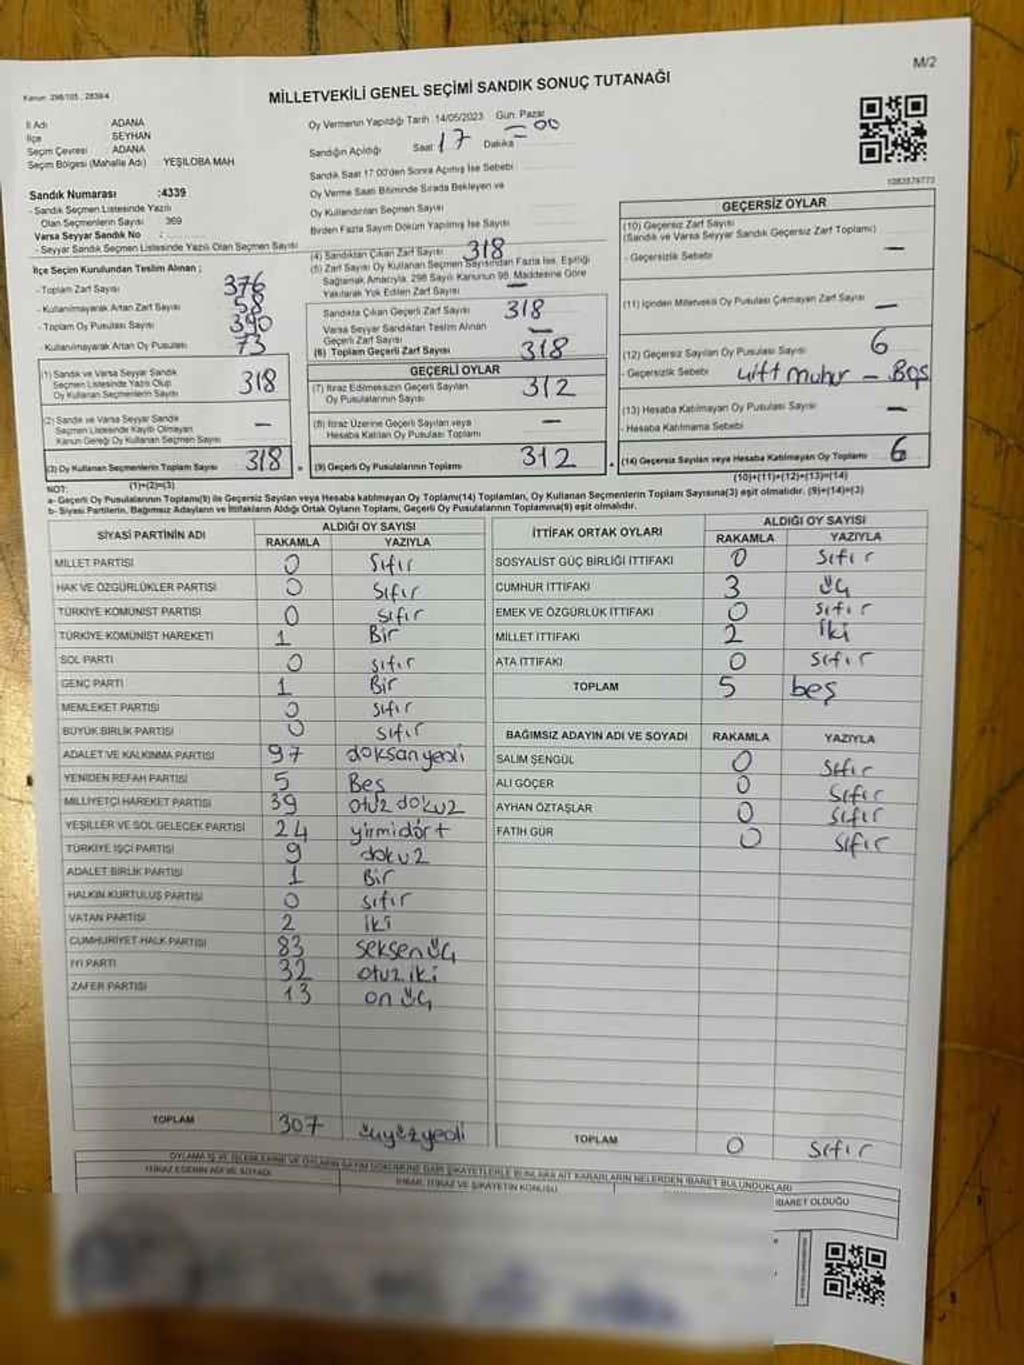 M/2
Kanun: 298/105 , 2839/4
MİLLETVEKİLİ GENEL SEÇİMİ SANDIK SONUÇ TUTANAĞI
İl Adı ADANA
İlçe SEYHAN
Seçim Çevresi ADANA
Seçim Bölgesi (Mahalle Adı) YEŞİLOBA MAH
Sandık Numarası :4339
- Sandık Seçmen Listesinde Yazılı
Olan Seçmenlerin Sayısı 369
Varsa Seyyar Sandık No :
- Seyyar Sandık Seçmen Listesinde Yazılı Olan Seçmen Sayısı
İlçe Seçim Kurulundan Teslim Alınan ;
- Toplam Zarf Sayısı 376
- Kullanılmayarak Artan Zarf Sayısı 58
- Toplam Oy Pusulası Sayısı 390
- Kullanılmayarak Artan Oy Pusulası 73
(1) Sandık ve Varsa Seyyar Sandık
Seçmen Listesinde Yazılı Olup
Oy Kullanan Seçmenlerin Sayısı 318
(2) Sandık ve Varsa Seyyar Sandık
Seçmen Listesinde Kayıtlı Olmayan
Kanun Gereği Oy Kullanan Seçmen Sayısı —
(3) Oy Kullanan Seçmenlerin Toplam Sayısı 318
(1)+(2)=(3)
Oy Vermenin Yapıldığı Tarih 14/05/2023 Gün: Pazar
Sandığın Açıldığı Saat 17 Dakika 00
Sandık Saat 17:00'den Sonra Açılmış İse Sebebi
Oy Verme Saati Bitiminde Sırada Bekleyen ve
Oy Kullandırılan Seçmen Sayısı
Birden Fazla Sayım Döküm Yapılmış İse Sayısı
(4) Sandıktan Çıkan Zarf Sayısı 318
(5) Zarf Sayısı Oy Kullanan Seçmen Sayısından Fazla İse, Eşitliği
Sağlamak Amacıyla, 298 Sayılı Kanunun 98. Maddesine Göre
Yakılarak Yok Edilen Zarf Sayısı —
Sandıkta Çıkan Geçerli Zarf Sayısı 318
Varsa Seyyar Sandıktan Teslim Alınan
Geçerli Zarf Sayısı —
(6) Toplam Geçerli Zarf Sayısı 318
GEÇERLİ OYLAR
(7) İtiraz Edilmeksizin Geçerli Sayılan
Oy Pusulalarının Sayısı 312
(8) İtiraz Üzerine Geçerli Sayılan veya
Hesaba Katılan Oy Pusulası Toplamı —
(9) Geçerli Oy Pusulalarının Toplamı 312
1083579773
GEÇERSİZ OYLAR
(10) Geçersiz Zarf Sayısı
(Sandık ve Varsa Seyyar Sandık Geçersiz Zarf Toplamı)
- Geçersizlik Sebebi —
(11) İçinden Milletvekili Oy Pusulası Çıkmayan Zarf Sayısı —
(12) Geçersiz Sayılan Oy Pusulası Sayısı 6
- Geçersizlik Sebebi Çift Mühür - Boş
(13) Hesaba Katılmayan Oy Pusulası Sayısı —
- Hesaba Katılmama Sebebi
(14) Geçersiz Sayılan veya Hesaba Katılmayan Oy Toplamı 6
(10)+(11)+(12)+(13)=(14)
NOT:
a- Geçerli Oy Pusulalarının Toplamı(9) ile Geçersiz Sayılan veya Hesaba katılmayan Oy Toplamı(14) Toplamları, Oy Kullanan Seçmenlerin Toplam Sayısına(3) eşit olmalıdır. (9)+(14)=(3)
b- Siyasi Partilerin, Bağımsız Adayların ve İttifakların Aldığı Ortak Oyların Toplamı, Geçerli Oy Pusulalarının Toplamına(9) eşit olmalıdır.
SİYASİ PARTİNİN ADI ALDIĞI OY SAYISI
RAKAMLA YAZIYLA
MİLLET PARTİSİ 0 Sıfır
HAK VE ÖZGÜRLÜKLER PARTİSİ 0 Sıfır
TÜRKİYE KOMÜNİST PARTİSİ 0 Sıfır
TÜRKİYE KOMÜNİST HAREKETİ 1 Bir
SOL PARTİ 0 sıfır
GENÇ PARTİ 1 Bir
MEMLEKET PARTİSİ 0 sıfır
BÜYÜK BİRLİK PARTİSİ 0 sıfır
ADALET VE KALKINMA PARTİSİ 97 doksanyedi
YENİDEN REFAH PARTİSİ 5 Beş
MİLLİYETÇİ HAREKET PARTİSİ 39 otuz dokuz
YEŞİLLER VE SOL GELECEK PARTİSİ 24 yirmidört
TÜRKİYE İŞÇİ PARTİSİ 9 dokuz
ADALET BİRLİK PARTİSİ 1 Bir
HALKIN KURTULUŞ PARTİSİ 0 sıfır
VATAN PARTİSİ 2 iki
CUMHURİYET HALK PARTİSİ 83 seksen üç
İYİ PARTİ 32 otuz iki
ZAFER PARTİSİ 13 on üç
TOPLAM 307 üçyüzyedi
İTTİFAK ORTAK OYLARI ALDIĞI OY SAYISI
RAKAMLA YAZIYLA
SOSYALİST GÜÇ BİRLİĞİ İTTİFAKI 0 Sıfır
CUMHUR İTTİFAKI 3 üç
EMEK VE ÖZGÜRLÜK İTTİFAKI 0 sıfır
MİLLET İTTİFAKI 2 iki
ATA İTTİFAKI 0 sıfır
TOPLAM 5 beş
BAĞIMSIZ ADAYIN ADI VE SOYADI RAKAMLA YAZIYLA
SALİM ŞENGÜL 0 Sıfır
ALİ GÖÇER 0 Sıfır
AYHAN ÖZTAŞLAR 0 sıfır
FATİH GÜR 0 sıfır
TOPLAM 0 sıfır
OYLAMA İŞ VE İŞLEMLERİNE VE OYLARIN SAYIM DÖKÜMÜNE DAİR ŞİKAYETLERLE BUNLARA AİT KARARLARIN NELERDEN İBARET BULUNDUKLARI
İTİRAZ EDENİN ADI VE SOYADI İHBAR, İTİRAZ VE ŞİKAYETİN KONUSU İBARET OLDUĞU